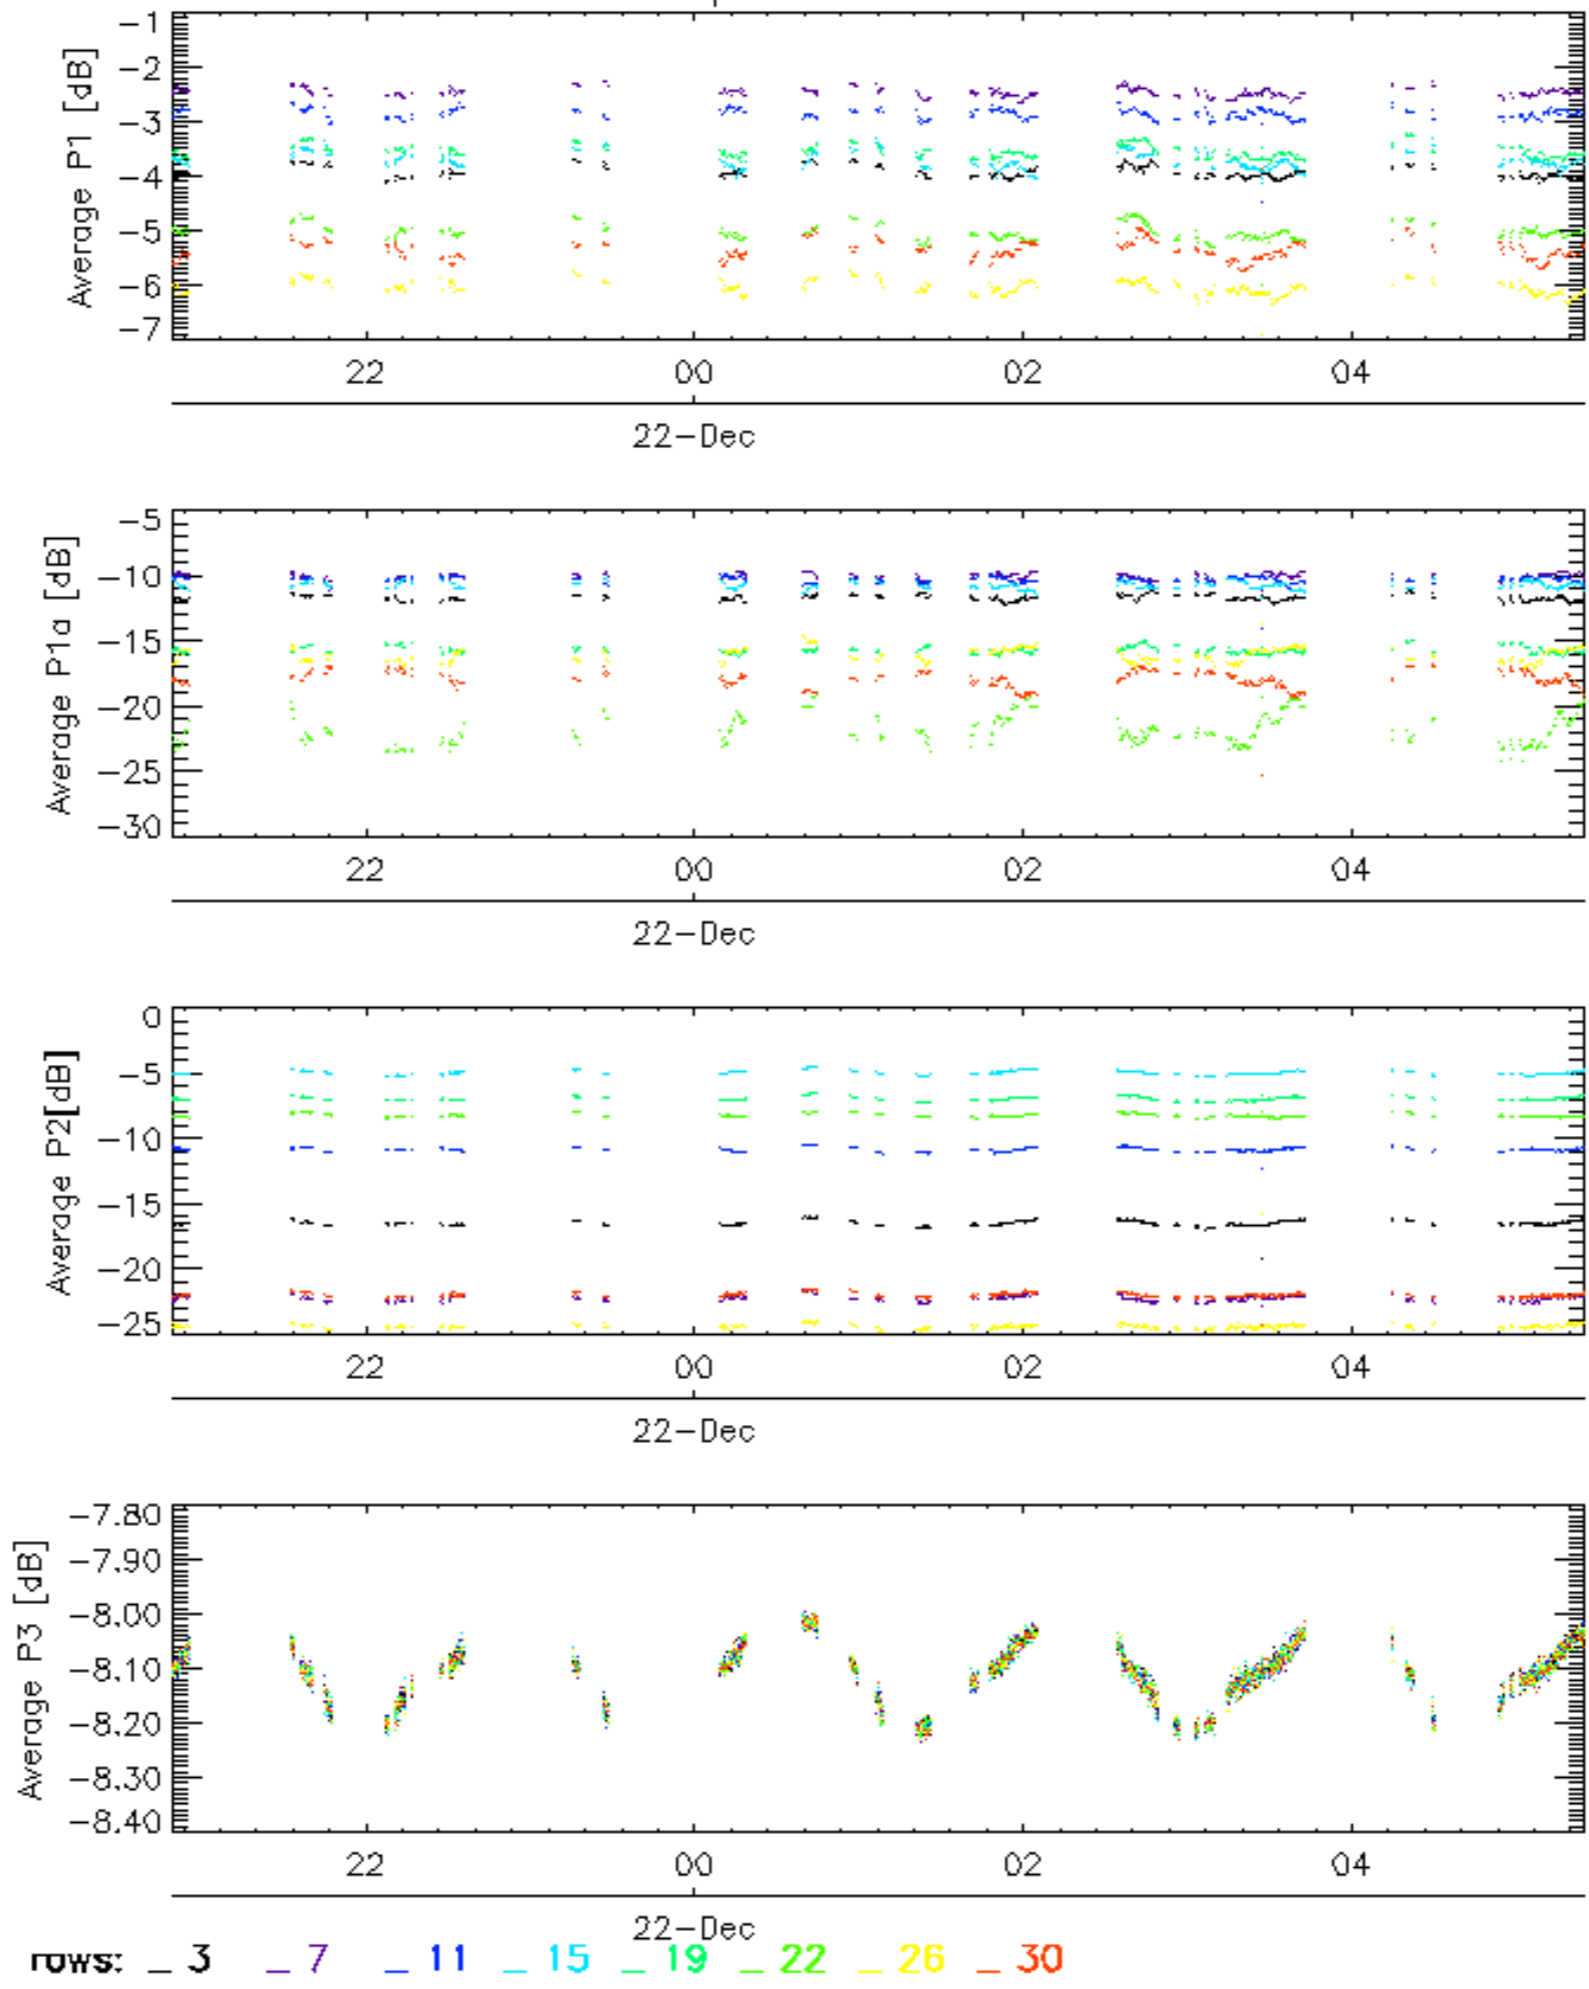 Average P1 [dB]
-1
-2
-3
-4
-5
-6
-7
22 00 02 04
22-Dec
Average P1a [dB]
-5
-10
-15
-20
-25
-30
22 00 02 04
22-Dec
Average P2[dB]
0
-5
-10
-15
-20
-25
22 00 02 04
22-Dec
Average P3 [dB]
-7.80
-7.90
-8.00
-8.10
-8.20
-8.30
-8.40
22 00 02 04
22-Dec
rows: _ 3 _ 7 _ 11 _ 15 _ 19 _ 22 _ 26 _ 30